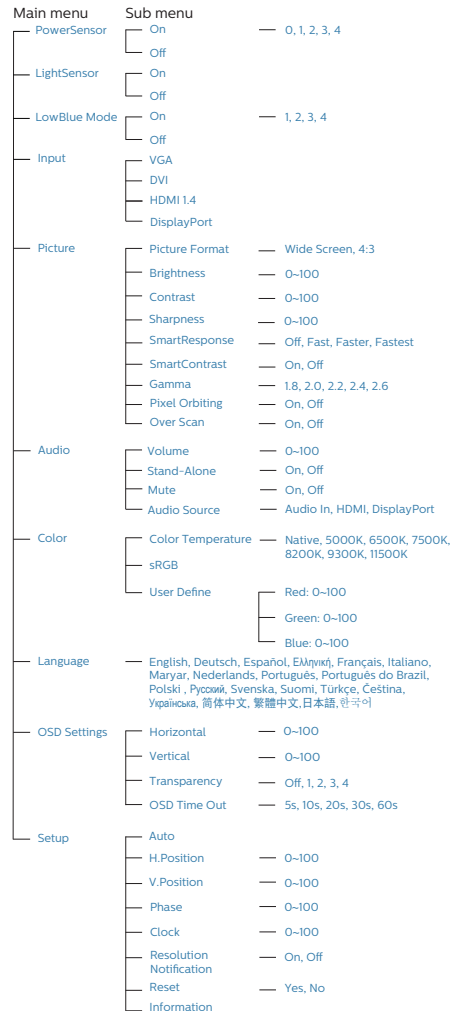 Main menu Sub menu
PowerSensor On 0, 1, 2, 3, 4
Off
LightSensor On
Off
LowBlue Mode On 1, 2, 3, 4
Off
Input VGA
DVI
HDMI 1.4
DisplayPort
Picture Picture Format Wide Screen, 4:3
Brightness 0~100
Contrast 0~100
Sharpness 0~100
SmartResponse Off, Fast, Faster, Fastest
SmartContrast On, Off
Gamma 1.8, 2.0, 2.2, 2.4, 2.6
Pixel Orbiting On, Off
Over Scan On, Off
Audio Volume 0~100
Stand-Alone On, Off
Mute On, Off
Audio Source Audio In, HDMI, DisplayPort
Color Color Temperature Native, 5000K, 6500K, 7500K,
8200K, 9300K, 11500K
sRGB
User Define Red: 0~100
Green: 0~100
Blue: 0~100
Language English, Deutsch, Español, Ελληνική, Français, Italiano,
Maryar, Nederlands, Português, Português do Brazil,
Polski , Русский, Svenska, Suomi, Türkçe, Čeština,
Українська, 简体中文, 繁體中文,日本語,한국어
OSD Settings Horizontal 0~100
Vertical 0~100
Transparency Off, 1, 2, 3, 4
OSD Time Out 5s, 10s, 20s, 30s, 60s
Setup Auto
H.Position 0~100
V.Position 0~100
Phase 0~100
Clock 0~100
Resolution On, Off
Notification
Reset Yes, No
Information